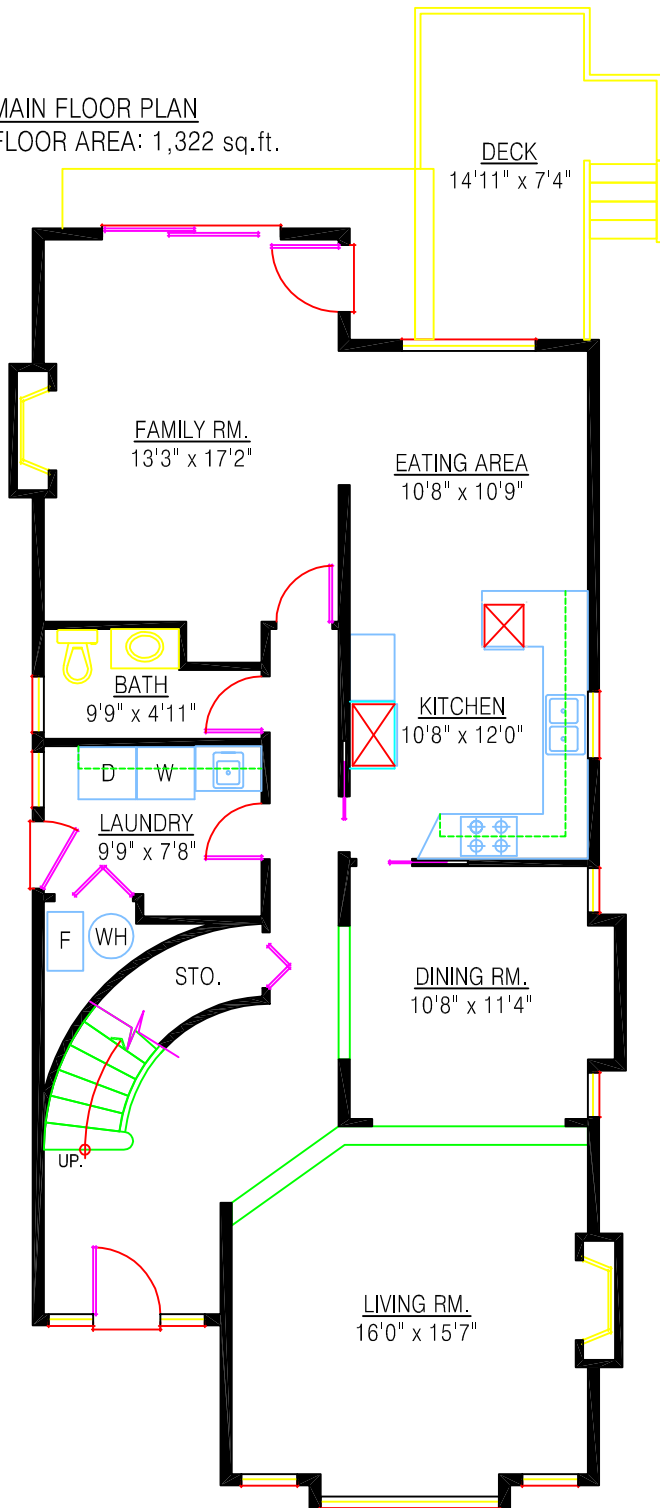 MAIN FLOOR PLAN
FLOOR AREA: 1,322 sq.ft.
DECK
14'11" x 7'4"
FAMILY RM.
13'3" x 17'2"
EATING AREA
10'8" x 10'9"
BATH
9'9" x 4'11"
KITCHEN
10'8" x 12'0"
D
W
LAUNDRY
9'9" x 7'8"
F
WH
STO.
DINING RM.
10'8" x 11'4"
UP.
LIVING RM.
16'0" x 15'7"